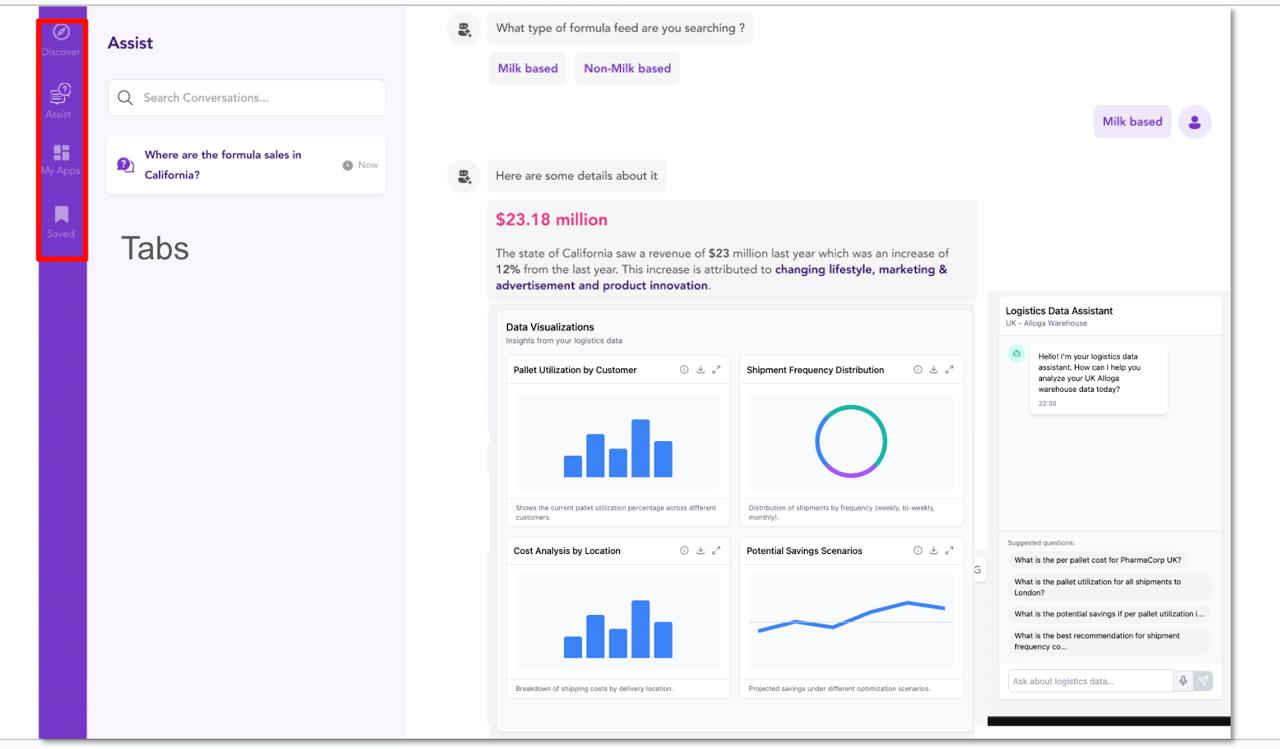 Discover
Assist
My Apps
Saved
Assist
Search Conversations...
Where are the formula sales in
California?
Now
Tabs
What type of formula feed are you searching ?
Milk based
Non-Milk based
Milk based
Here are some details about it
$23.18 million
The state of California saw a revenue of $23 million last year which was an increase of
12% from the last year. This increase is attributed to changing lifestyle, marketing &
advertisement and product innovation.
Data Visualizations
Insights from your logistics data
Pallet Utilization by Customer
Shows the current pallet utilization percentage across different
customers.
Shipment Frequency Distribution
Distribution of shipments by frequency (weekly, bi-weekly,
monthly).
Cost Analysis by Location
Breakdown of shipping costs by delivery location.
Potential Savings Scenarios
Projected savings under different optimization scenarios.
G
Logistics Data Assistant
UK - Alloga Warehouse
Hello! I'm your logistics data
assistant. How can I help you
analyze your UK Alloga
warehouse data today?
22:30
Suggested questions:
What is the per pallet cost for PharmaCorp UK?
What is the pallet utilization for all shipments to
London?
What is the potential savings if per pallet utilization i...
What is the best recommendation for shipment
frequency co...
Ask about logistics data...